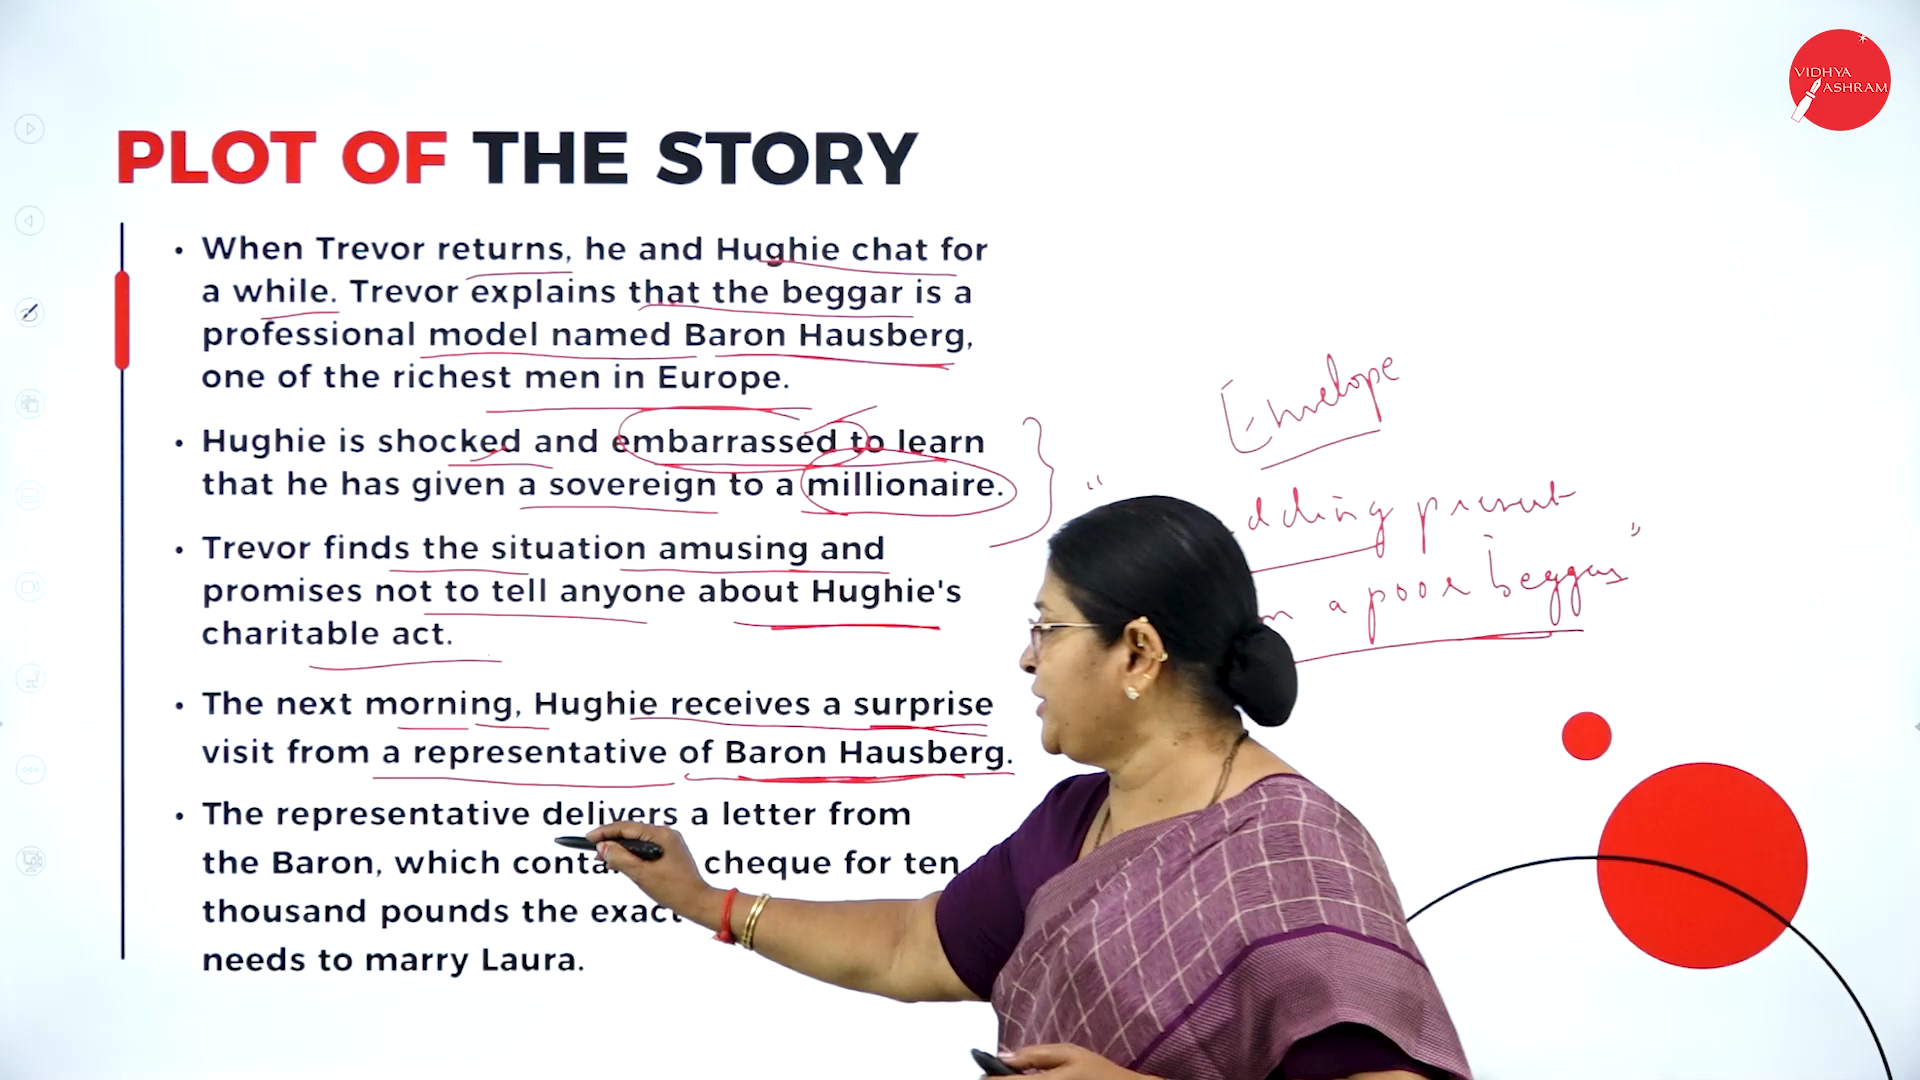 VIDHYA
ASHRAM
PLOT OF THE STORY
• When Trevor returns, he and Hughie chat for
a while. Trevor explains that the beggar is a
professional model named Baron Hausberg,
one of the richest men in Europe.
• Hughie is shocked and embarrassed to learn
that he has given a sovereign to a millionaire.
• Trevor finds the situation amusing and
promises not to tell anyone about Hughie's
charitable act.
• The next morning, Hughie receives a surprise
visit from a representative of Baron Hausberg.
• The representative delivers a letter from
the Baron, which cheque for ten
thousand pounds the exact
needs to marry Laura.
Envelope
a poor beggar"